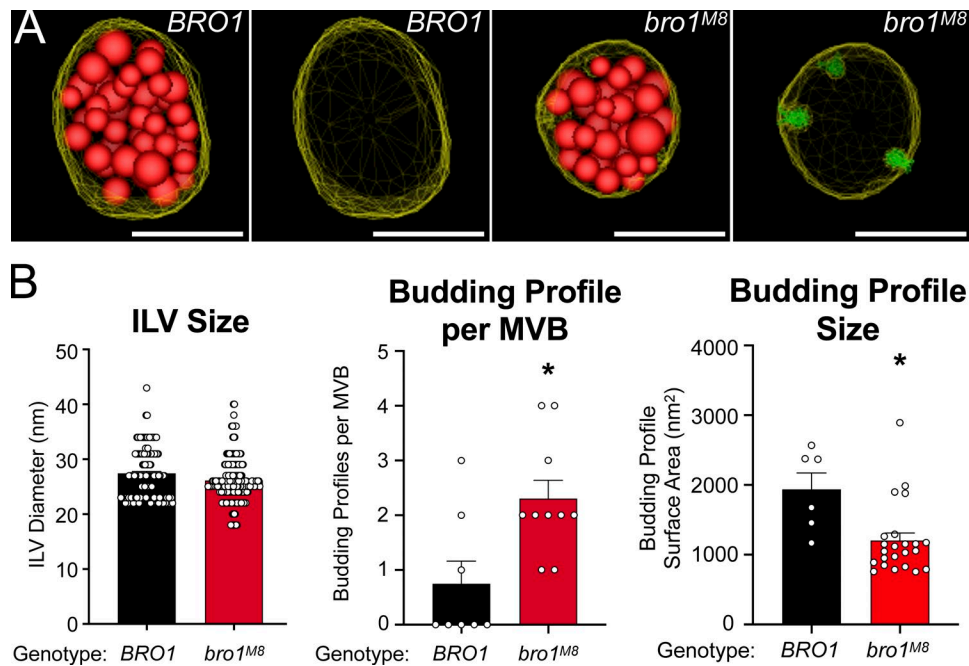 A
BRO1
BRO1
bro1M8
bro1M8
B
ILV Size
50
40
30
20
10
0
ILV Diameter (nm)
Genotype: BRO1 bro1M8
Budding Profile
per MVB
5
4
3
2
1
0
Budding Profiles per MVB
*
Genotype: BRO1 bro1M8
Budding Profile
Size
4000
3000
2000
1000
0
Budding Profile
Surface Area (nm2)
*
Genotype: BRO1 bro1M8